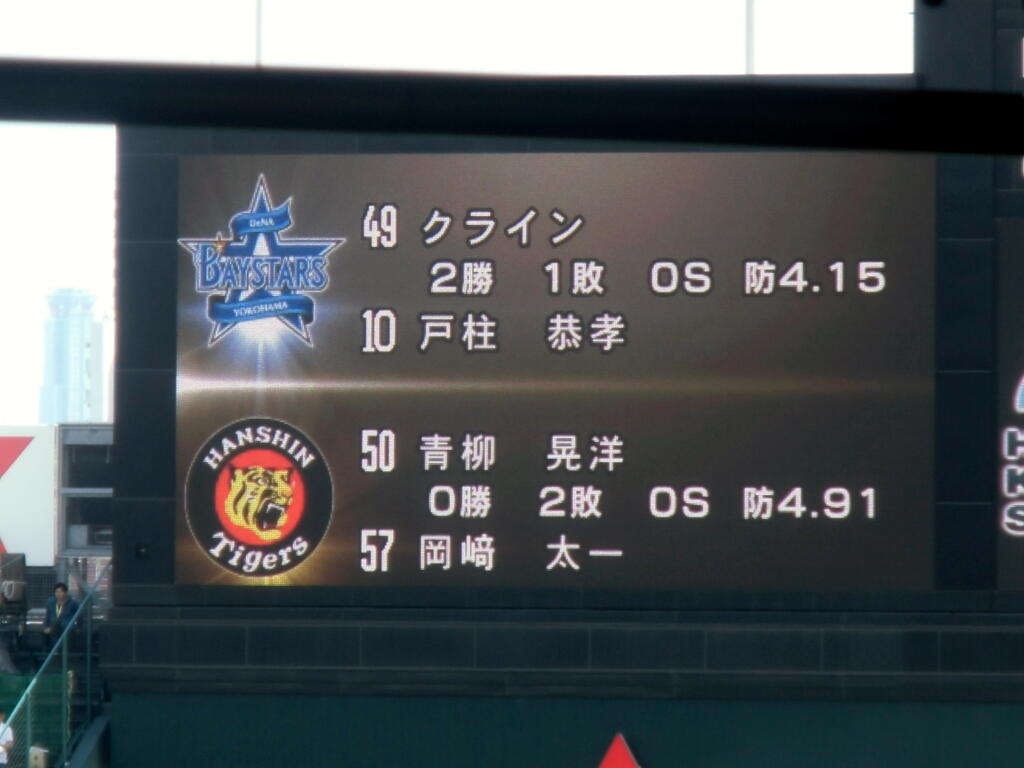 DeNA
BAYSTARS
YOKOHAMA
49 クライン
2勝 1敗 0S 防4.15
10 戸柱 恭孝
HANSHIN
Tigers
50 青柳 晃洋
0勝 2敗 0S 防4.91
57 岡﨑 太一
H
K
S